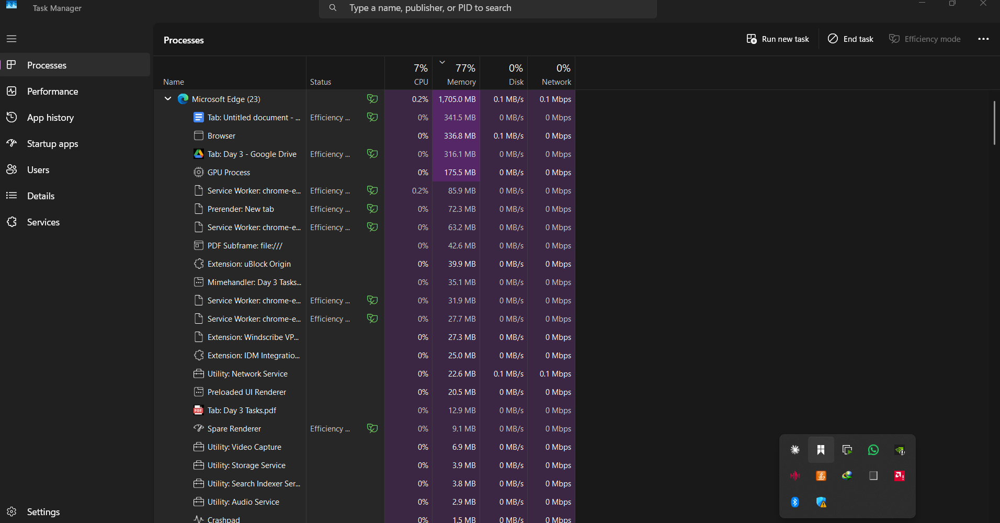 Task Manager
Type a name, publisher, or PID to search
Processes
Run new task
End task
Efficiency mode
Processes
Performance
App history
Startup apps
Users
Details
Services
Settings
7% 77% 0% 0%
Name Status CPU Memory Disk Network
Microsoft Edge (23) 0.2% 1,705.0 MB 0.1 MB/s 0.1 Mbps
Tab: Untitled document - ... Efficiency ... 0% 341.5 MB 0 MB/s 0 Mbps
Browser 0% 336.8 MB 0.1 MB/s 0 Mbps
Tab: Day 3 - Google Drive Efficiency ... 0% 316.1 MB 0 MB/s 0 Mbps
GPU Process 0% 175.5 MB 0 MB/s 0 Mbps
Service Worker: chrome-e... Efficiency ... 0.2% 85.9 MB 0 MB/s 0 Mbps
Prerender: New tab Efficiency ... 0% 72.3 MB 0 MB/s 0 Mbps
Service Worker: chrome-e... Efficiency ... 0% 63.2 MB 0 MB/s 0 Mbps
PDF Subframe: file:/// 0% 42.6 MB 0 MB/s 0 Mbps
Extension: uBlock Origin 0% 39.9 MB 0 MB/s 0 Mbps
Mimehandler: Day 3 Tasks... 0% 35.1 MB 0 MB/s 0 Mbps
Service Worker: chrome-e... Efficiency ... 0% 31.9 MB 0 MB/s 0 Mbps
Service Worker: chrome-e... Efficiency ... 0% 27.7 MB 0 MB/s 0 Mbps
Extension: Windscribe VP... 0% 27.3 MB 0 MB/s 0 Mbps
Extension: IDM Integratio... 0% 25.0 MB 0 MB/s 0 Mbps
Utility: Network Service 0% 22.6 MB 0.1 MB/s 0.1 Mbps
Preloaded UI Renderer 0% 20.5 MB 0 MB/s 0 Mbps
PDF Tab: Day 3 Tasks.pdf 0% 12.9 MB 0 MB/s 0 Mbps
Spare Renderer Efficiency ... 0% 9.1 MB 0 MB/s 0 Mbps
Utility: Video Capture 0% 6.9 MB 0 MB/s 0 Mbps
Utility: Storage Service 0% 3.9 MB 0 MB/s 0 Mbps
Utility: Search Indexer Ser... 0% 3.8 MB 0 MB/s 0 Mbps
Utility: Audio Service 0% 2.9 MB 0 MB/s 0 Mbps
Crashpad 0% 1.5 MB 0 MB/s 0 Mbps